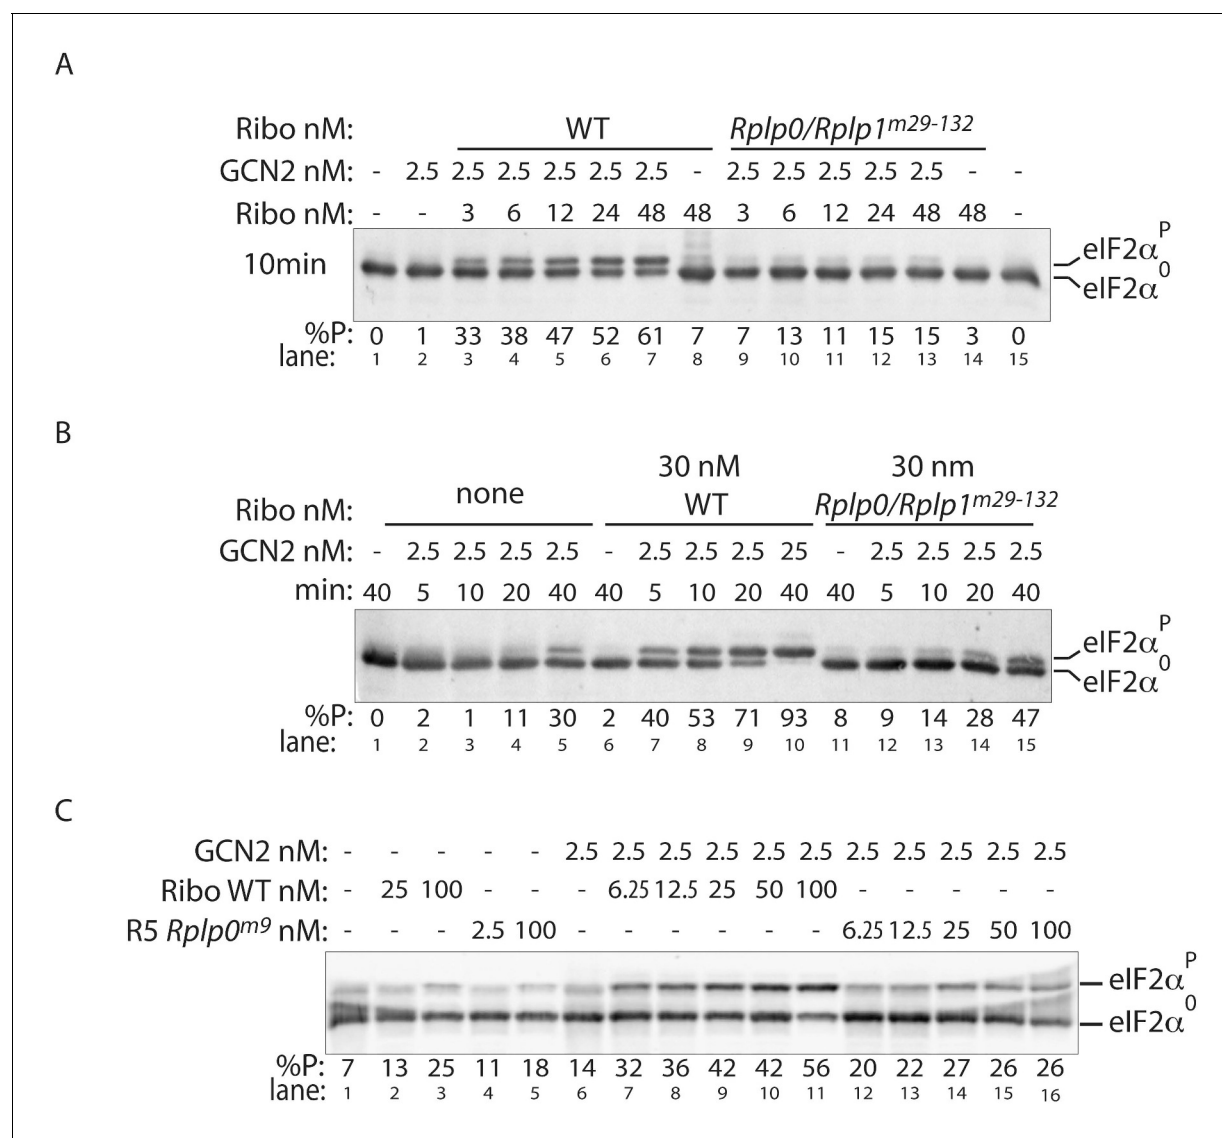 A
Ribo nM: WT Rplp0/Rplp1m29-132
GCN2 nM: - 2.5 2.5 2.5 2.5 2.5 2.5 - 2.5 2.5 2.5 2.5 2.5 - -
Ribo nM: - - 3 6 12 24 48 48 3 6 12 24 48 48 -
10min
eIF2αP
eIF2α0
%P: 0 1 33 38 47 52 61 7 7 13 11 15 15 3 0
lane: 1 2 3 4 5 6 7 8 9 10 11 12 13 14 15
B
30 nM 30 nm
Ribo nM: none WT Rplp0/Rplp1m29-132
GCN2 nM: - 2.5 2.5 2.5 2.5 - 2.5 2.5 2.5 25 - 2.5 2.5 2.5 2.5
min: 40 5 10 20 40 40 5 10 20 40 40 5 10 20 40
eIF2αP
eIF2α0
%P: 0 2 1 11 30 2 40 53 71 93 8 9 14 28 47
lane: 1 2 3 4 5 6 7 8 9 10 11 12 13 14 15
C
GCN2 nM: - - - - - 2.5 2.5 2.5 2.5 2.5 2.5 2.5 2.5 2.5 2.5 2.5
Ribo WT nM: - 25 100 - - - 6.25 12.5 25 50 100 - - - - -
R5 Rplp0m9 nM: - - - 2.5 100 - - - - - - 6.25 12.5 25 50 100
eIF2αP
eIF2α0
%P: 7 13 25 11 18 14 32 36 42 42 56 20 22 27 26 26
lane: 1 2 3 4 5 6 7 8 9 10 11 12 13 14 15 16